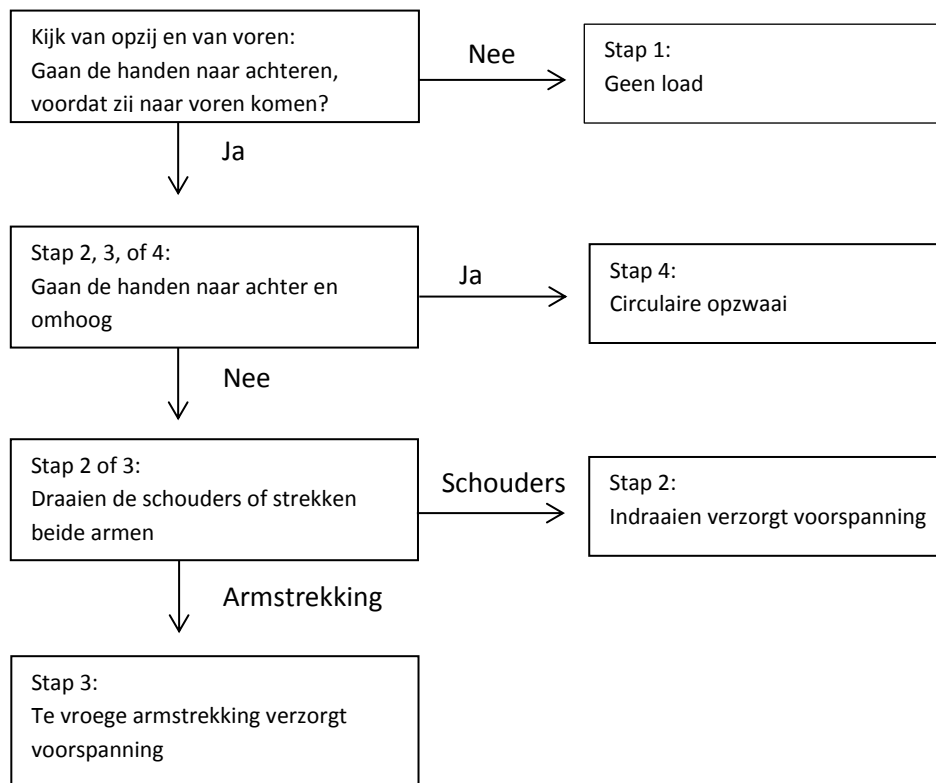 Kijk van opzij en van voren:
Gaan de handen naar achteren,
voordat zij naar voren komen?
Nee
Stap 1:
Geen load
Ja
Stap 2, 3, of 4:
Gaan de handen naar achter en
omhoog
Ja
Stap 4:
Circulaire opzwaai
Nee
Stap 2 of 3:
Draaien de schouders of strekken
beide armen
Schouders
Stap 2:
Indraaien verzorgt voorspanning
Armstrekking
Stap 3:
Te vroege armstrekking verzorgt
voorspanning